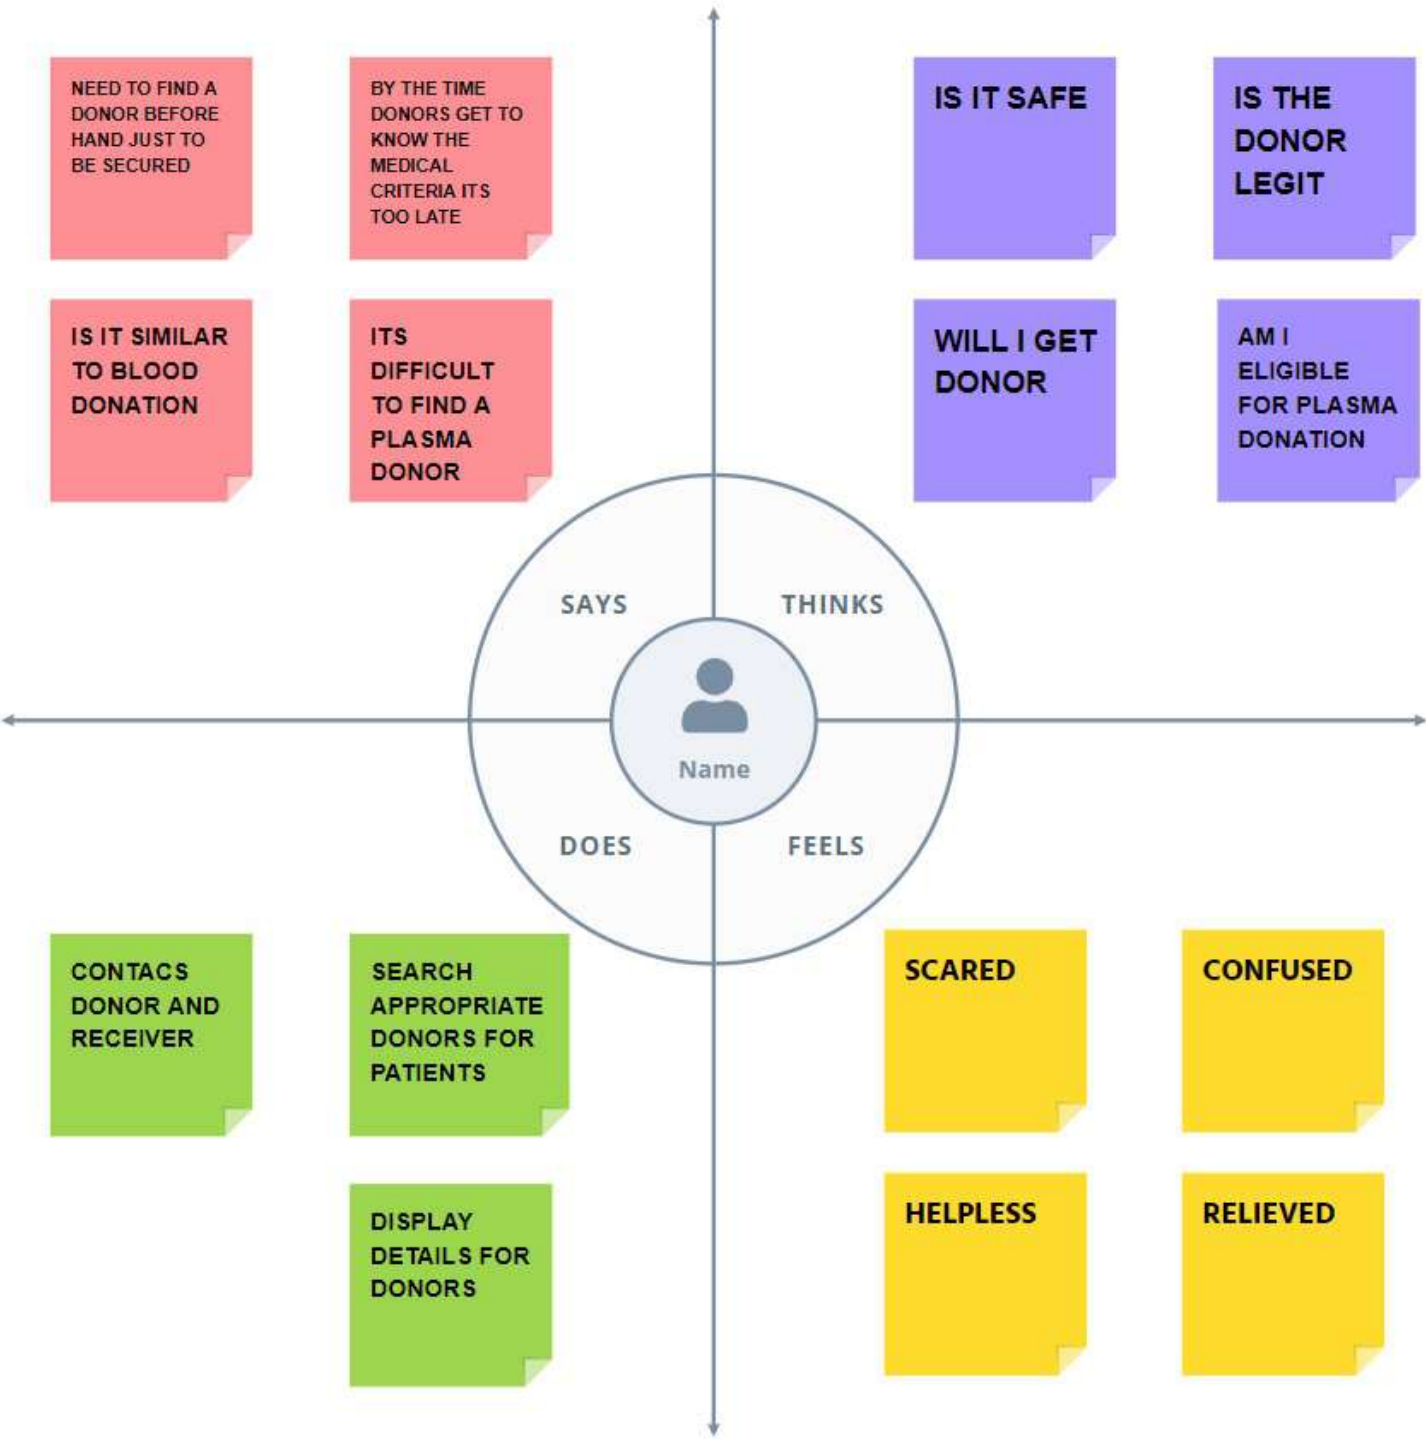 NEED TO FIND A
DONOR BEFORE
HAND JUST TO
BE SECURED
BY THE TIME
DONORS GET TO
KNOW THE
MEDICAL
CRITERIA ITS
TOO LATE
IS IT SIMILAR
TO BLOOD
DONATION
ITS
DIFFICULT
TO FIND A
PLASMA
DONOR
IS IT SAFE
IS THE
DONOR
LEGIT
WILL I GET
DONOR
AM I
ELIGIBLE
FOR PLASMA
DONATION
SAYS
THINKS
Name
DOES
FEELS
CONTACS
DONOR AND
RECEIVER
SEARCH
APPROPRIATE
DONORS FOR
PATIENTS
DISPLAY
DETAILS FOR
DONORS
SCARED
CONFUSED
HELPLESS
RELIEVED